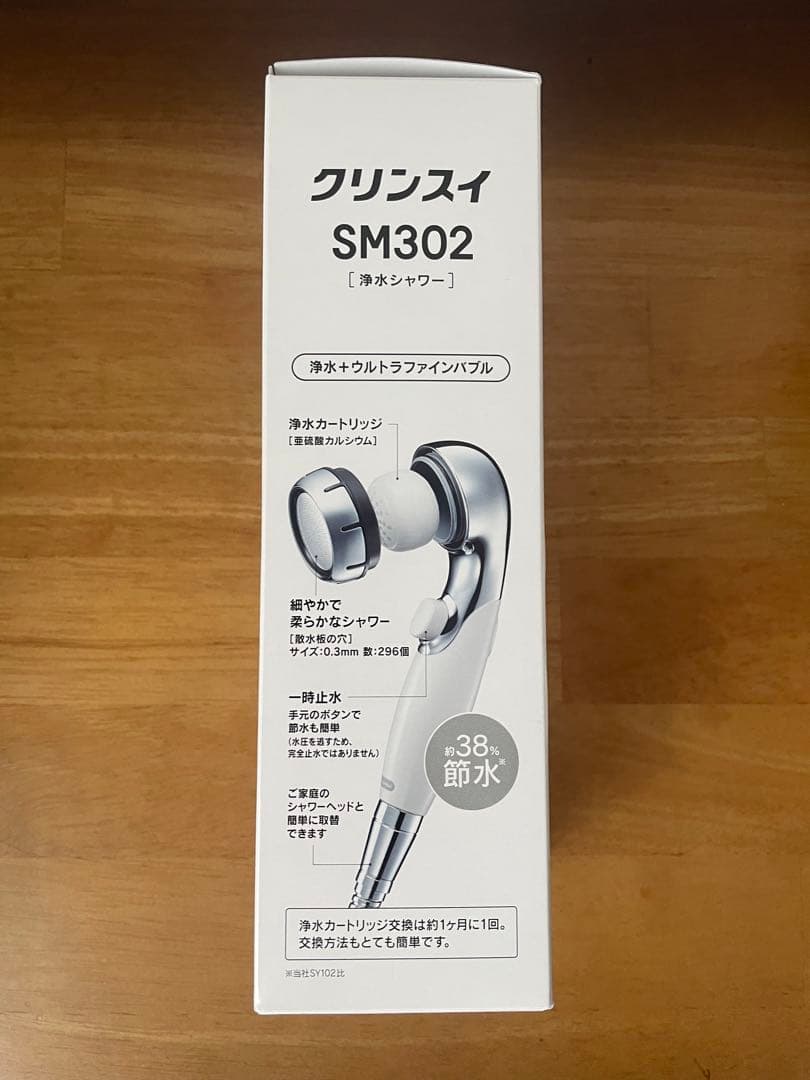 クリンスイ
SM302
[浄水シャワー]
浄水+ウルトラファインバブル
浄水カートリッジ
[亜硫酸カルシウム]
細やかで
柔らかなシャワー
[散水板の穴]
サイズ:0.3mm 数:296個
一時止水
手元のボタンで
節水も簡単
(水圧を逃すため、
完全止水ではありません)
約38%
節水※
ご家庭の
シャワーヘッドと
簡単に取替
できます
浄水カートリッジ交換は約1ヶ月に1回。
交換方法もとても簡単です。
※当社SY102比